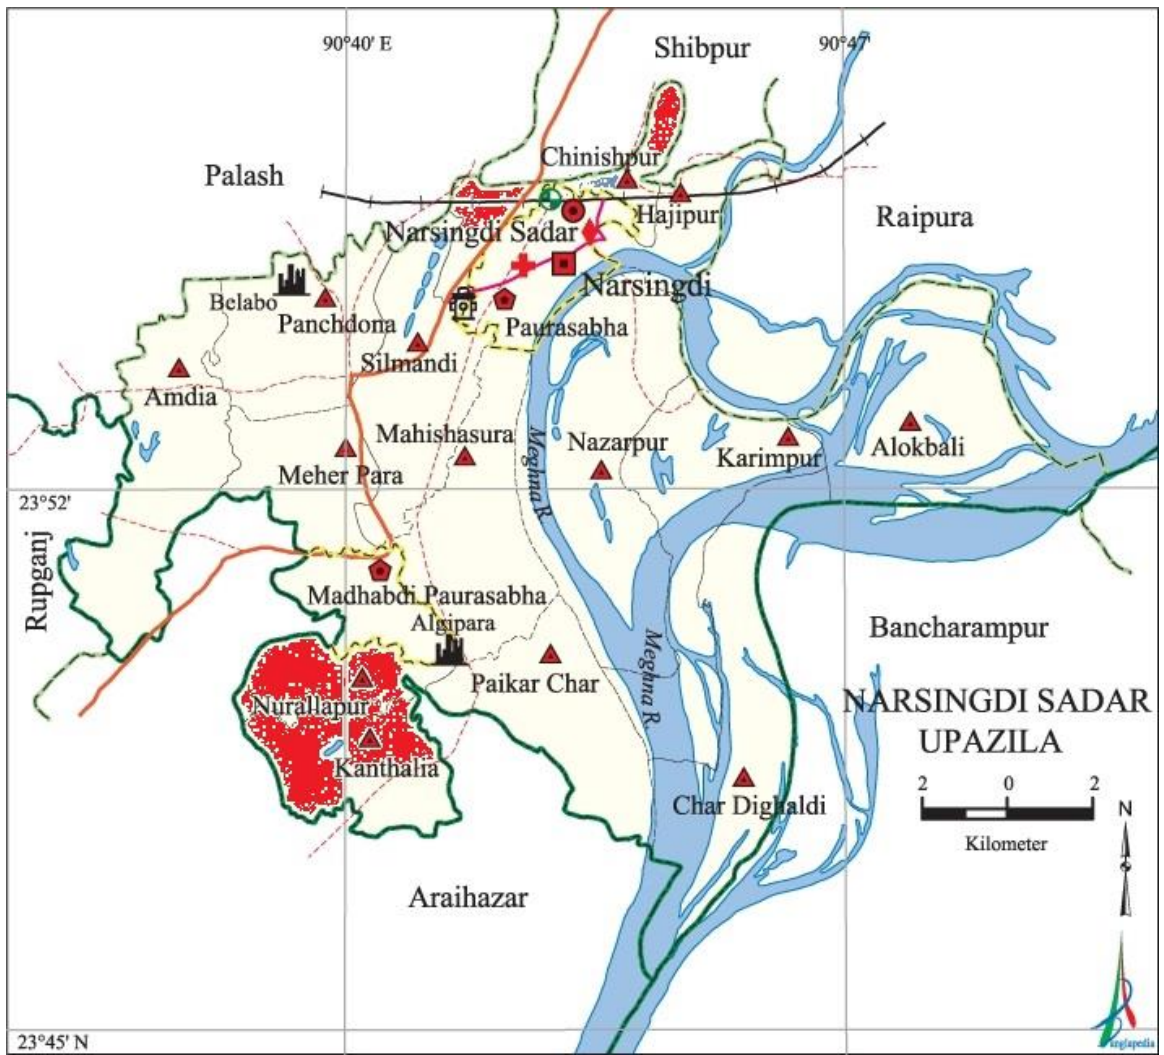 90°40' E
Shibpur
90°47'
Chinishpur
Palash
Hajipur
Raipura
Narsingdi Sadar
Narsingdi
Belabo
Panchdona
Paurasabha
Silmandi
Amdia
Mahishasura
Nazarpur
Karimpur
Alokbali
Meher Para
Meghna R.
23°52'
Rupganj
Madhabdi Paurasabha
Algipara
Bancharampur
Meghna R.
Paikar Char
Nurallapur
NARSINGDI SADAR
UPAZILA
Kanthalia
Char Dighaldi
2 0 2
Kilometer
N
Araihazar
23°45' N
anglapedia